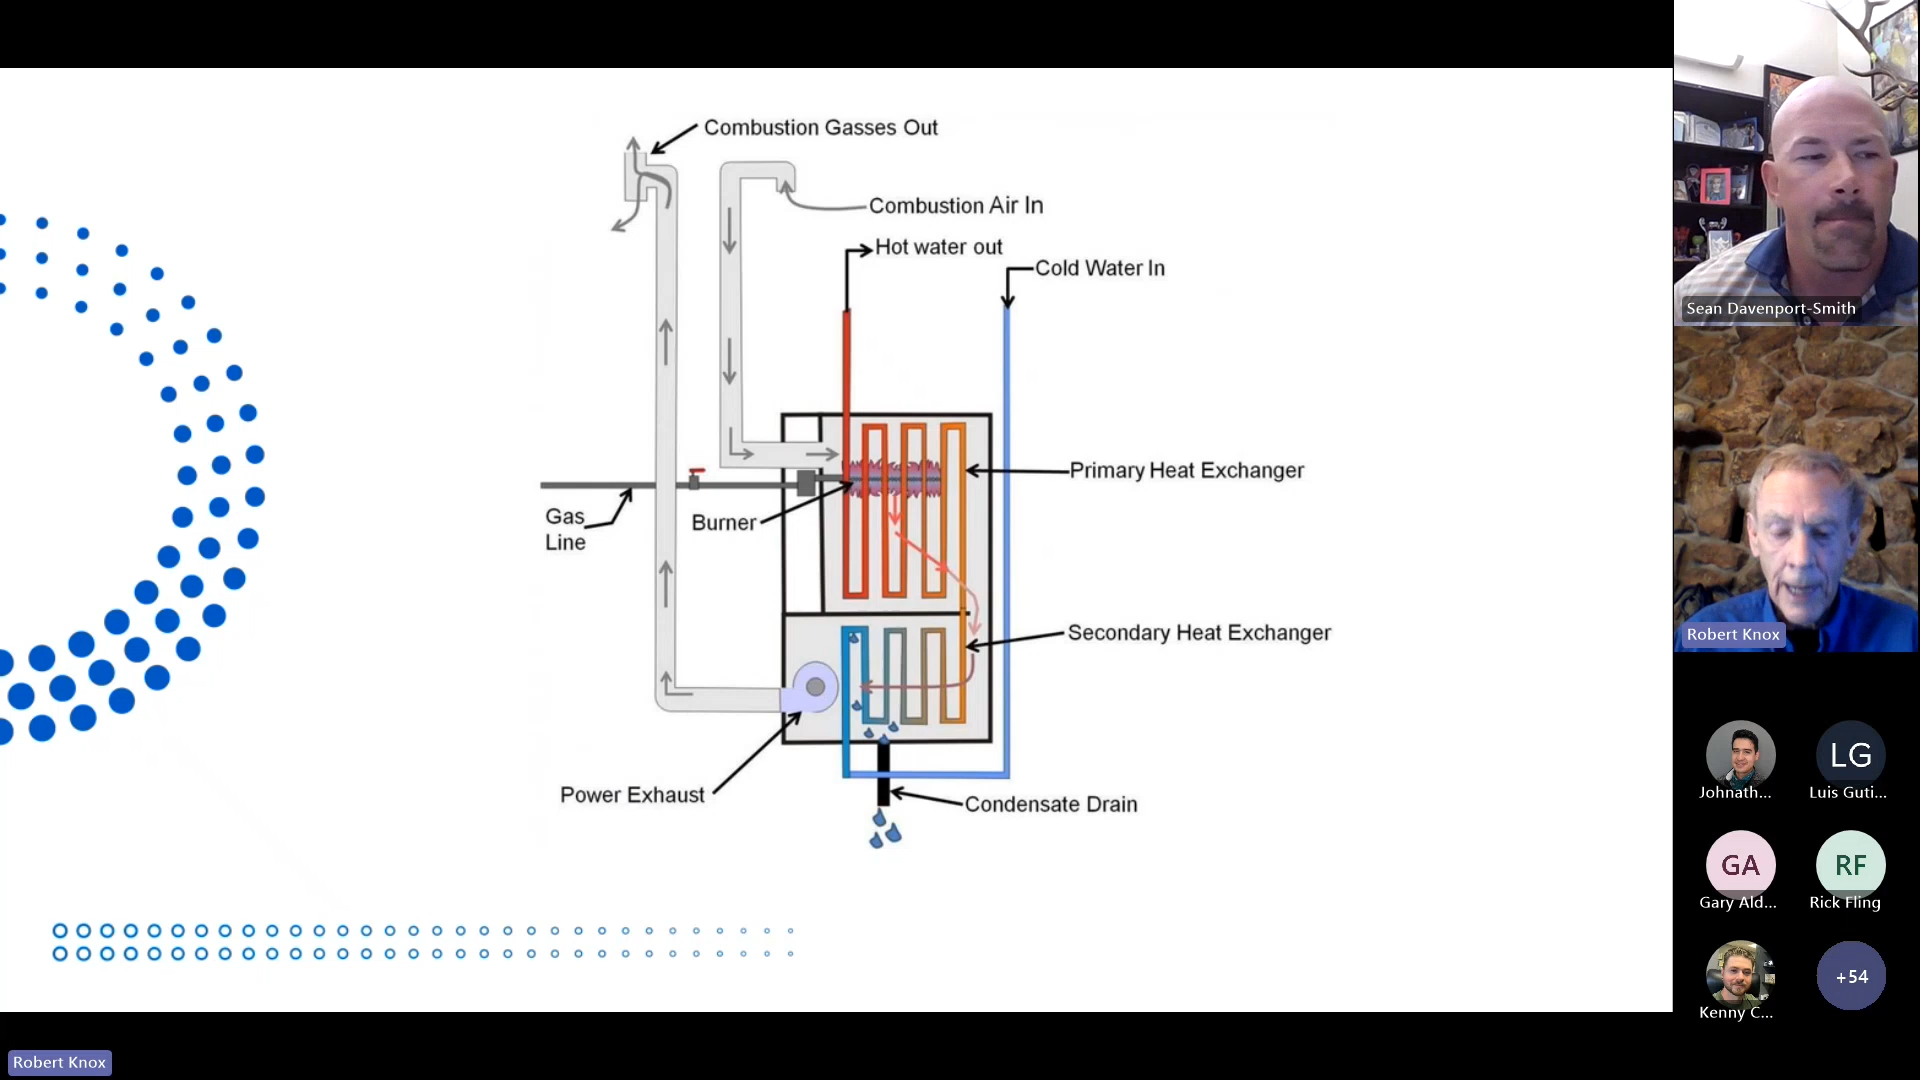 Combustion Gasses Out
Combustion Air In
Hot water out
Cold Water In
Primary Heat Exchanger
Gas
Line
Burner
Secondary Heat Exchanger
Power Exhaust
Condensate Drain
Sean Davenport-Smith
Robert Knox
LG
Johnath...
Luis Guti...
GA
RF
Gary Ald...
Rick Fling
+54
Kenny C...
Robert Knox